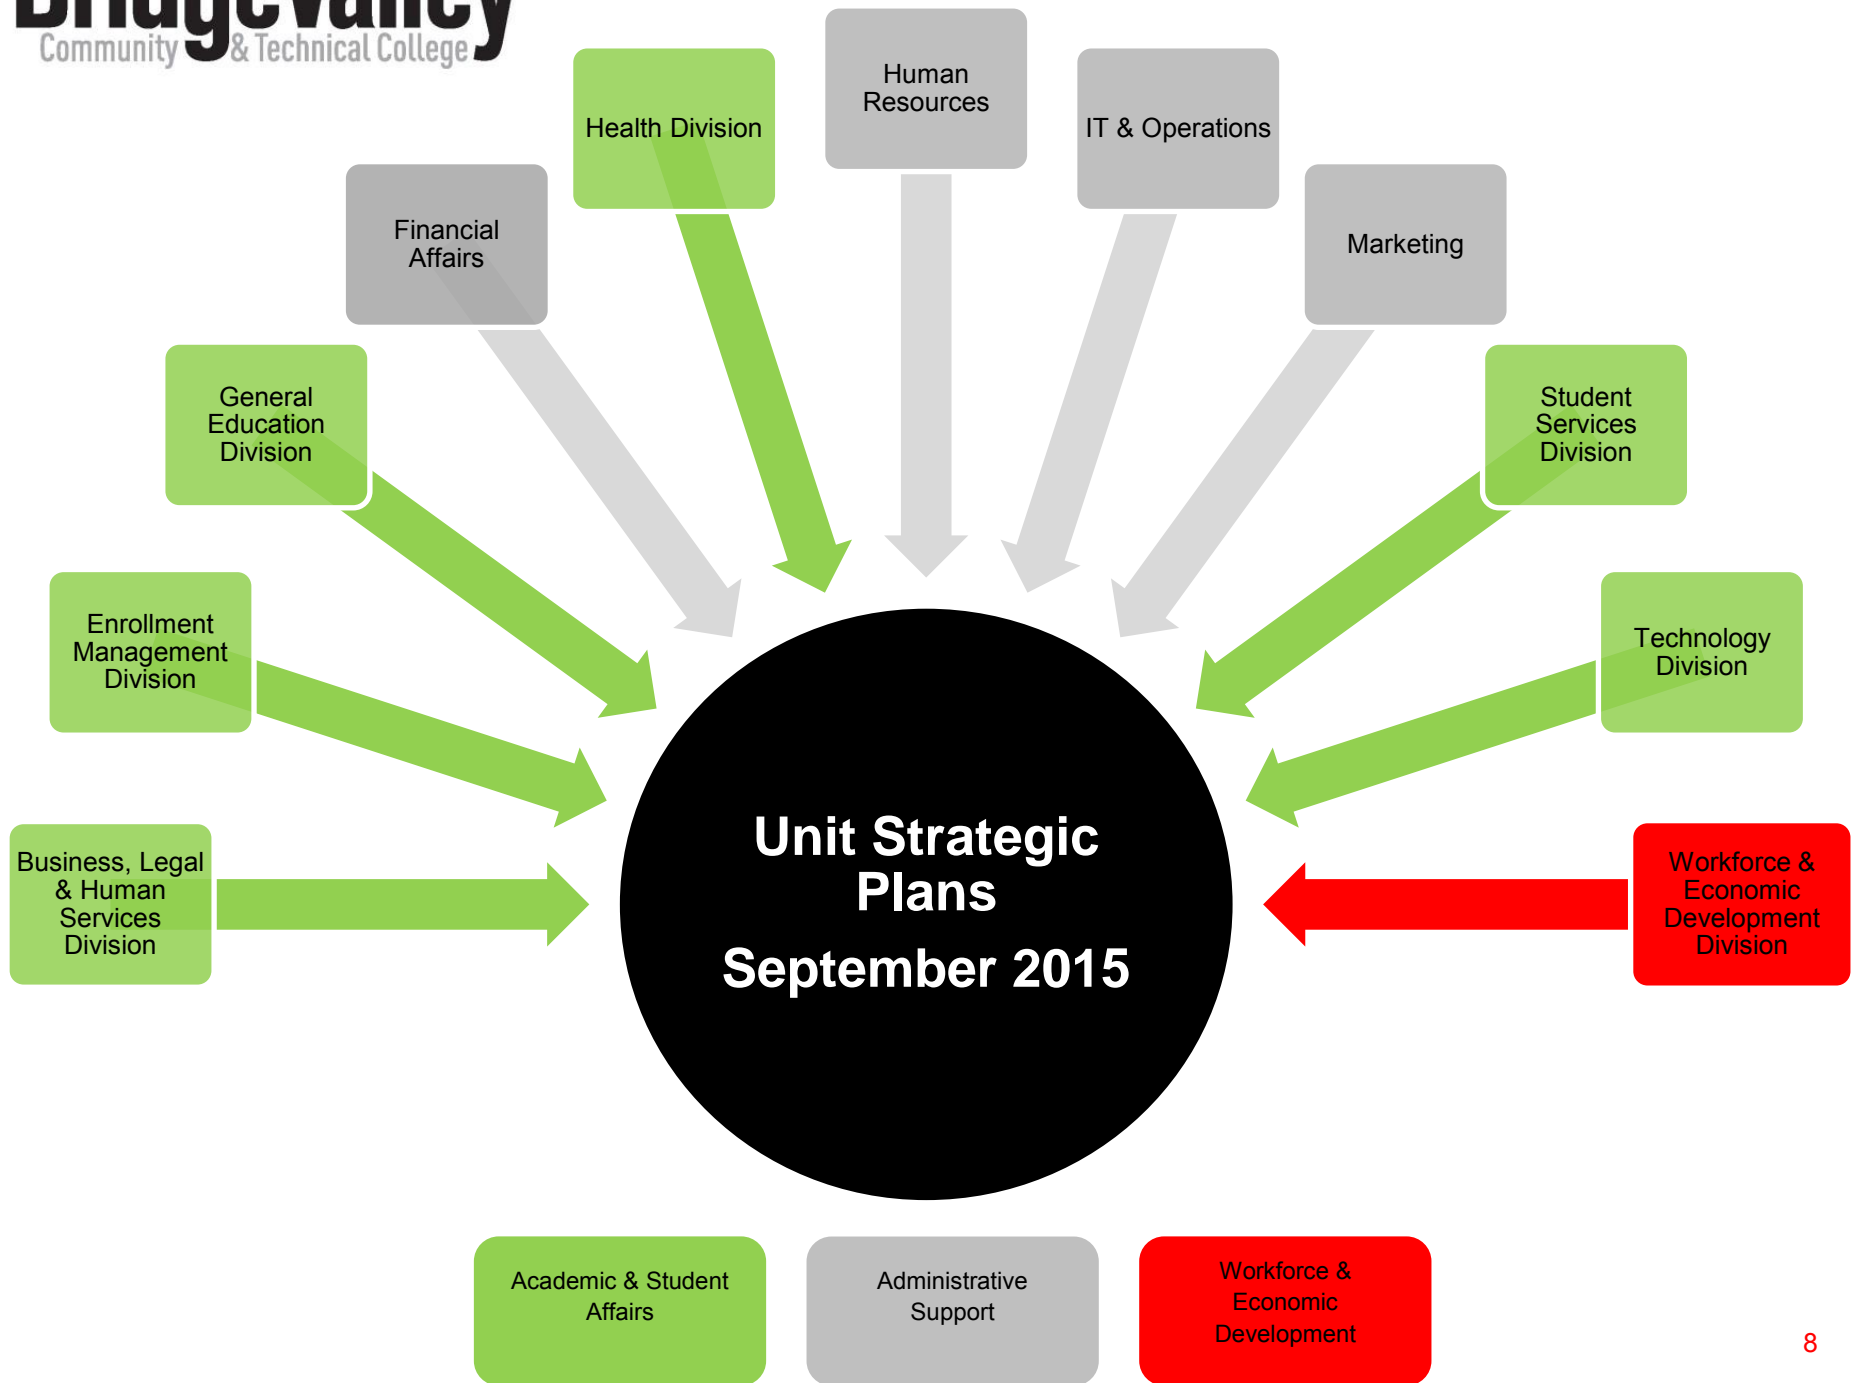 BridgeValley
Community & Technical College
Human
Resources
Health Division
IT & Operations
Financial
Affairs
Marketing
General
Education
Division
Student
Services
Division
Enrollment
Management
Division
Technology
Division
Business, Legal
& Human
Services
Division
Unit Strategic
Plans
September 2015
Workforce &
Economic
Development
Division
Academic & Student
Affairs
Administrative
Support
Workforce &
Economic
Development
8